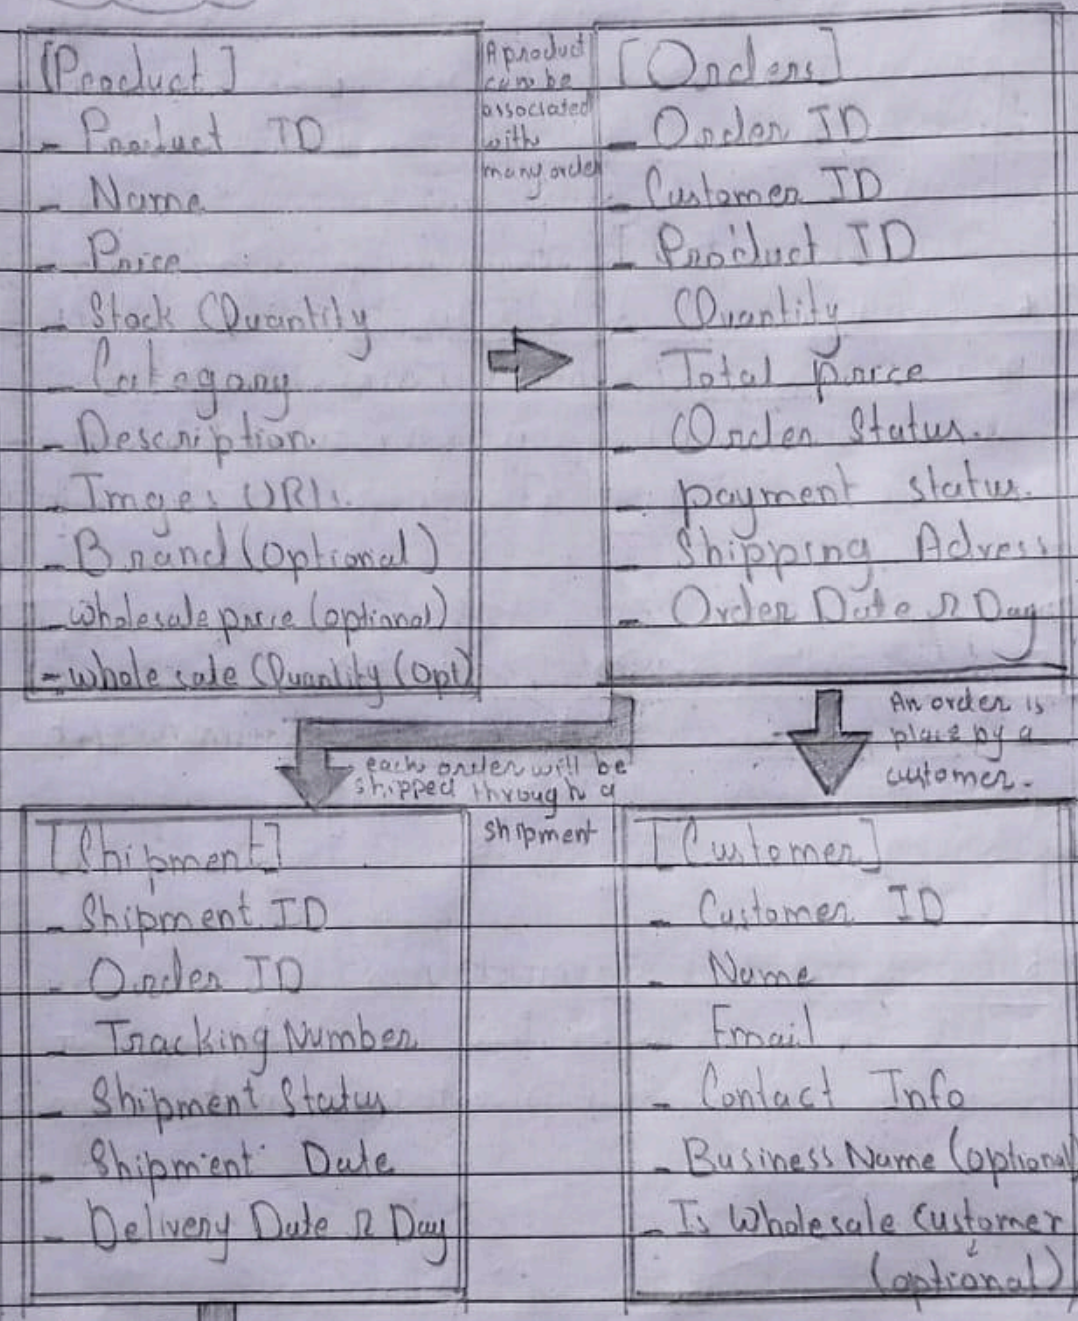 [Product]
- Product ID
- Name
- Price
- Stock Quantity
- Category
- Description
- Imges URLs.
- Brand (Optional)
- wholesale price (optional)
- whole sale Quantity (Opt)
A product
can be
associated
with
many order
[Orders]
- Order ID
- Customer ID
- Product ID
- Quantity
- Total price
- Order Status.
- payment status.
- Shipping Adress
- Order Date & Day
each order will be
shipped through a
shipment
An order is
place by a
customer.
[Shipment]
- Shipment ID
- Order ID
- Tracking Number
- Shipment Status
- Shipment Date
- Delivery Date & Day
[Customer]
- Customer ID
- Name
- Email
- Contact Info
- Business Name (optional)
- Is Wholesale Customer
(optional)